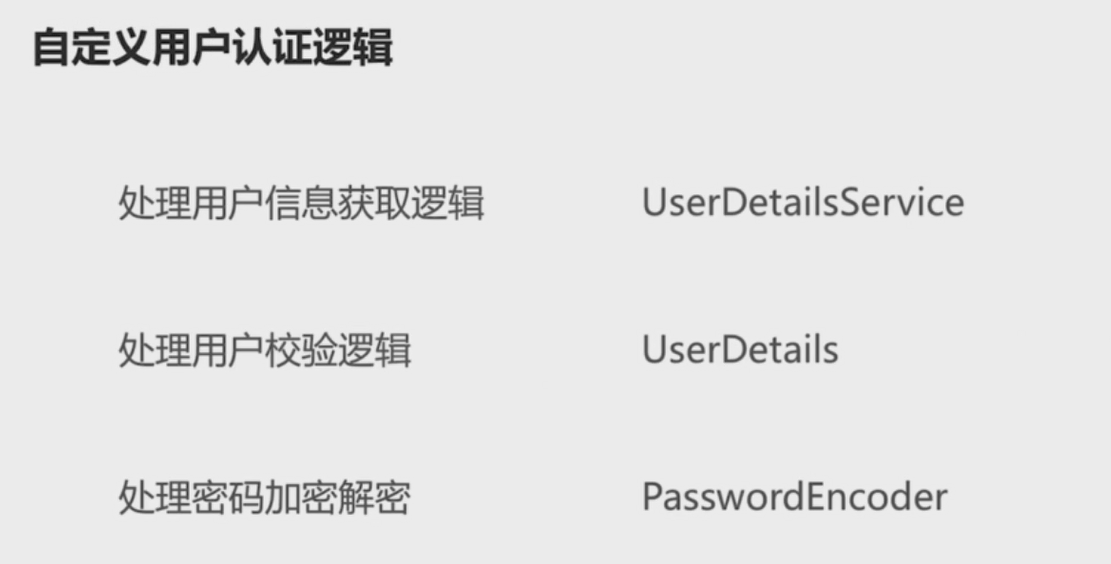 自定义用户认证逻辑
处理用户信息获取逻辑 UserDetailsService
处理用户校验逻辑 UserDetails
处理密码加密解密 PasswordEncoder